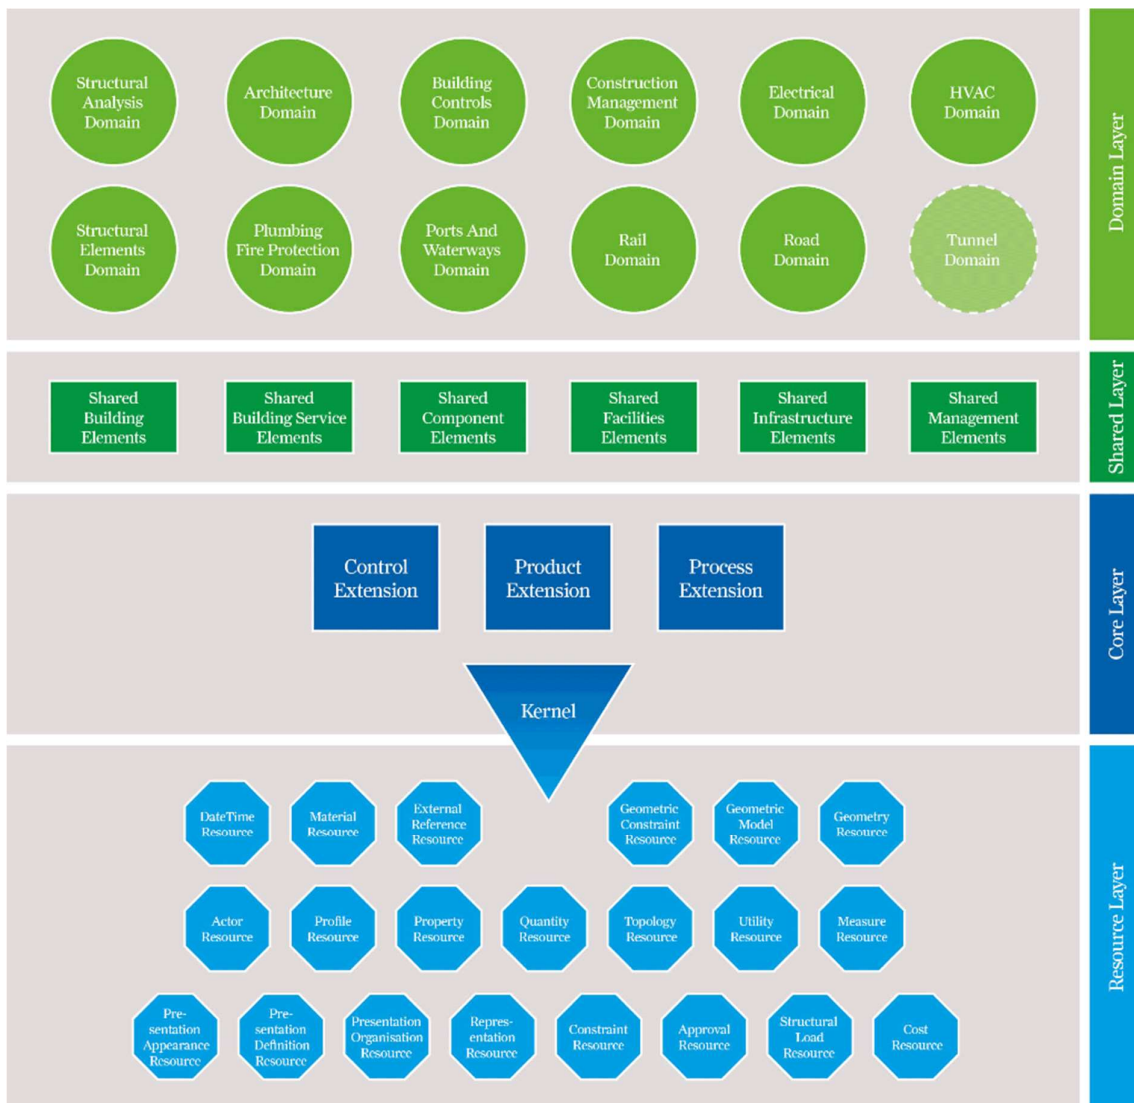 Structural
Analysis
Domain
Architecture
Domain
Building
Controls
Domain
Construction
Management
Domain
Electrical
Domain
HVAC
Domain
Structural
Elements
Domain
Plumbing
Fire Protection
Domain
Ports And
Waterways
Domain
Rail
Domain
Road
Domain
Tunnel
Domain
Domain Layer
Shared
Building
Elements
Shared
Building Service
Elements
Shared
Component
Elements
Shared
Facilities
Elements
Shared
Infrastructure
Elements
Shared
Management
Elements
Shared Layer
Control
Extension
Product
Extension
Process
Extension
Kernel
Core Layer
DateTime
Resource
Material
Resource
External
Reference
Resource
Geometric
Constraint
Resource
Geometric
Model
Resource
Geometry
Resource
Actor
Resource
Profile
Resource
Property
Resource
Quantity
Resource
Topology
Resource
Utility
Resource
Measure
Resource
Pre-
sentation
Appearance
Resource
Pre-
sentation
Definition
Resource
Presentation
Organisation
Resource
Repres-
entation
Resource
Constraint
Resource
Approval
Resource
Structural
Load
Resource
Cost
Resource
Resource Layer